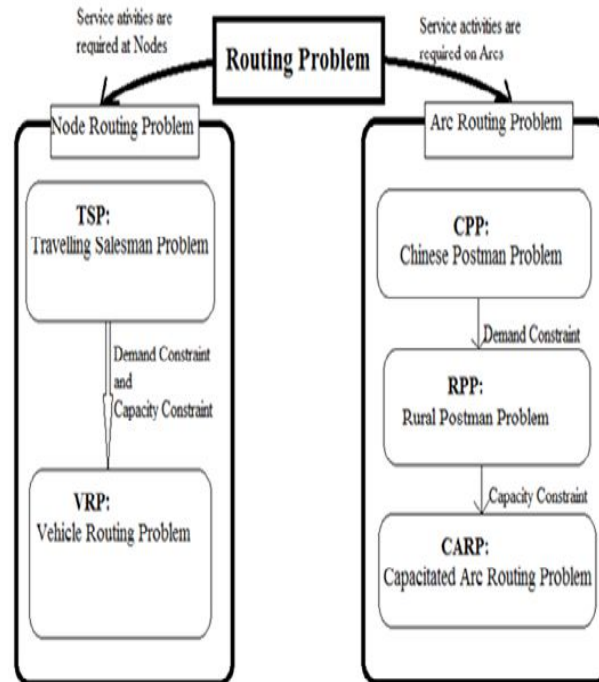 Service ativities are
required at Nodes
Routing Problem
Service activities are
required on Arcs
Node Routing Problem
TSP:
Travelling Salesman Problem
Demand Constraint
and
Capacity Constraint
VRP:
Vehicle Routing Problem
Arc Routing Problem
CPP:
Chinese Postman Problem
Demand Constraint
RPP:
Rural Postman Problem
Capacity Constraint
CARP:
Capacitated Arc Routing Problem